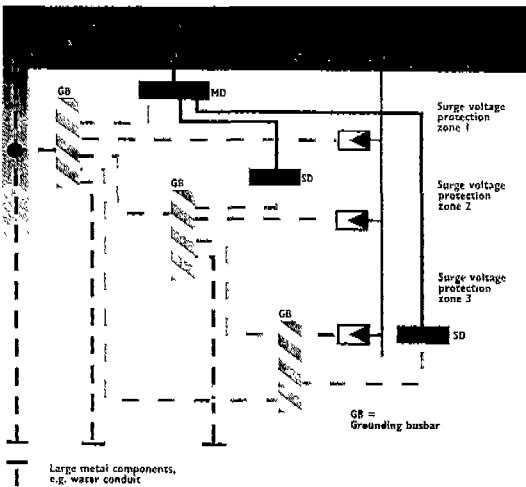 GB
MD
Surge voltage
protection
zone 1
SD
GB
Surge voltage
protection
zone 2
Surge voltage
protection
zone 3
GB
SD
GB =
Grounding busbar
Large metal components,
e.g. water conduit